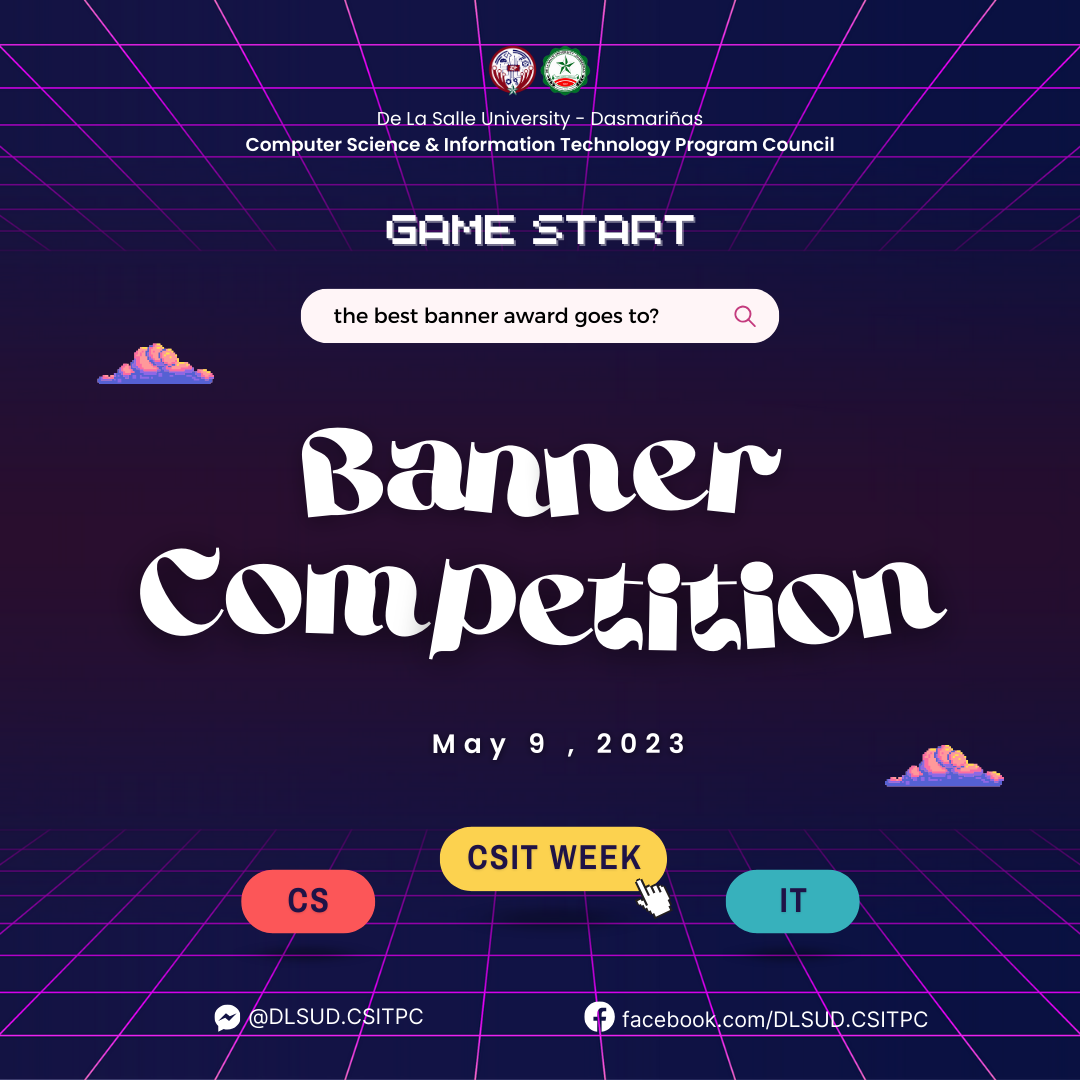 De La Salle University - Dasmariñas
Computer Science & Information Technology Program Council
GAME START
the best banner award goes to?
Banner
Competition
May 9 , 2023
CSIT WEEK
CS
IT
@DLSUD.CSITPC
facebook.com/DLSUD.CSITPC